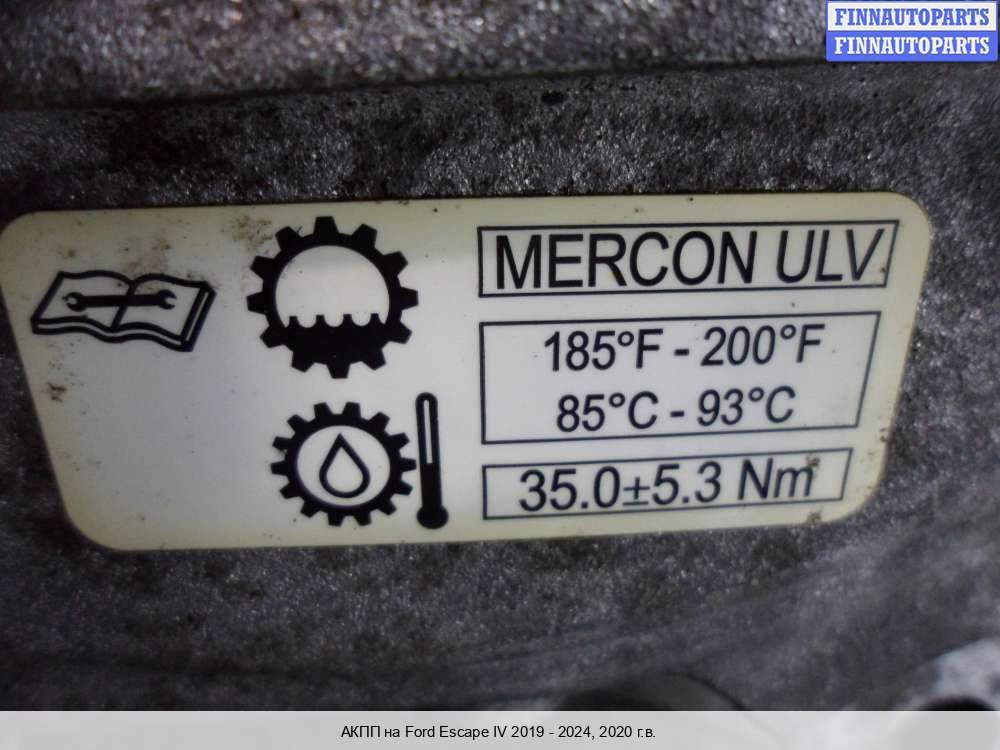 FINNAUTOPARTS
FINNAUTOPARTS
MERCON ULV
185°F - 200°F
85°C - 93°C
35.0±5.3 Nm
АКПП на Ford Escape IV 2019 - 2024, 2020 г.в.